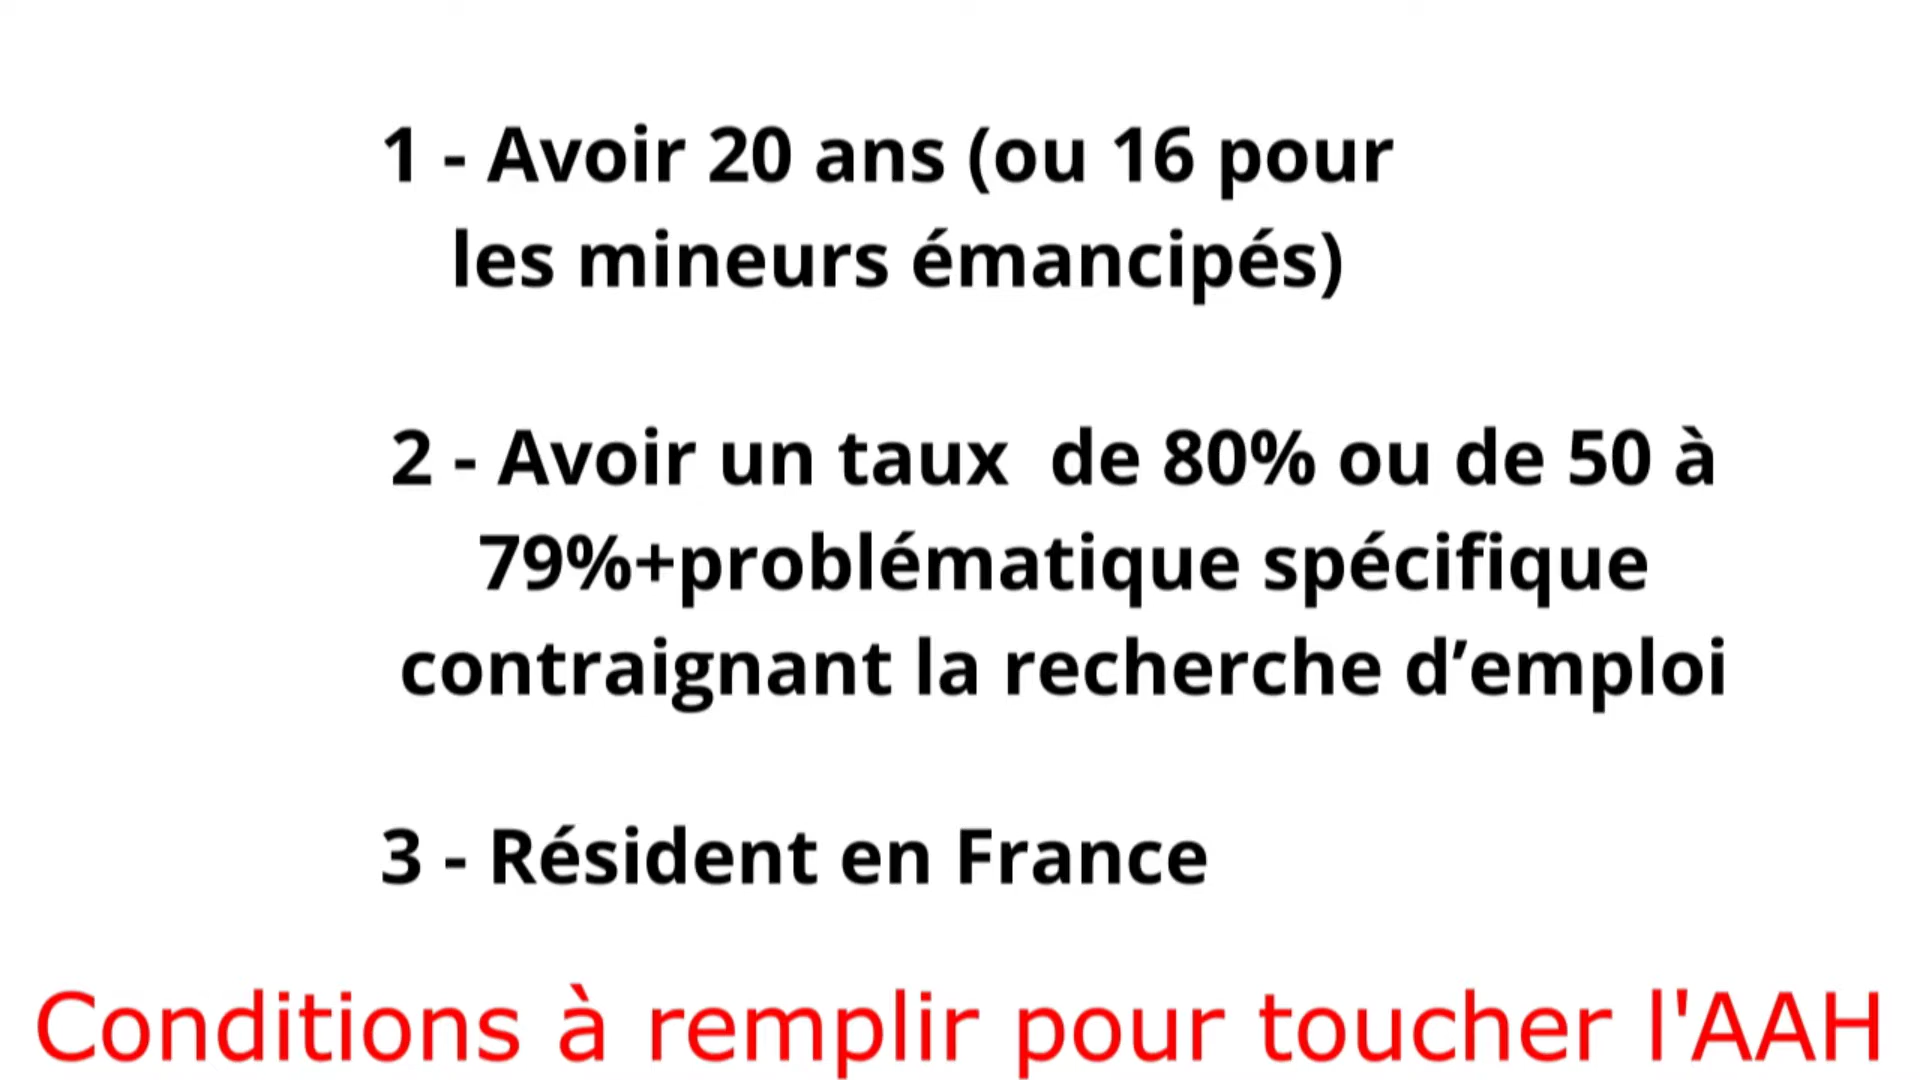 1 - Avoir 20 ans (ou 16 pour
les mineurs émancipés)
2 - Avoir un taux  de 80% ou de 50 à
79%+problématique spécifique
contraignant la recherche d’emploi
3 - Résident en France
Conditions à remplir pour toucher l'AAH